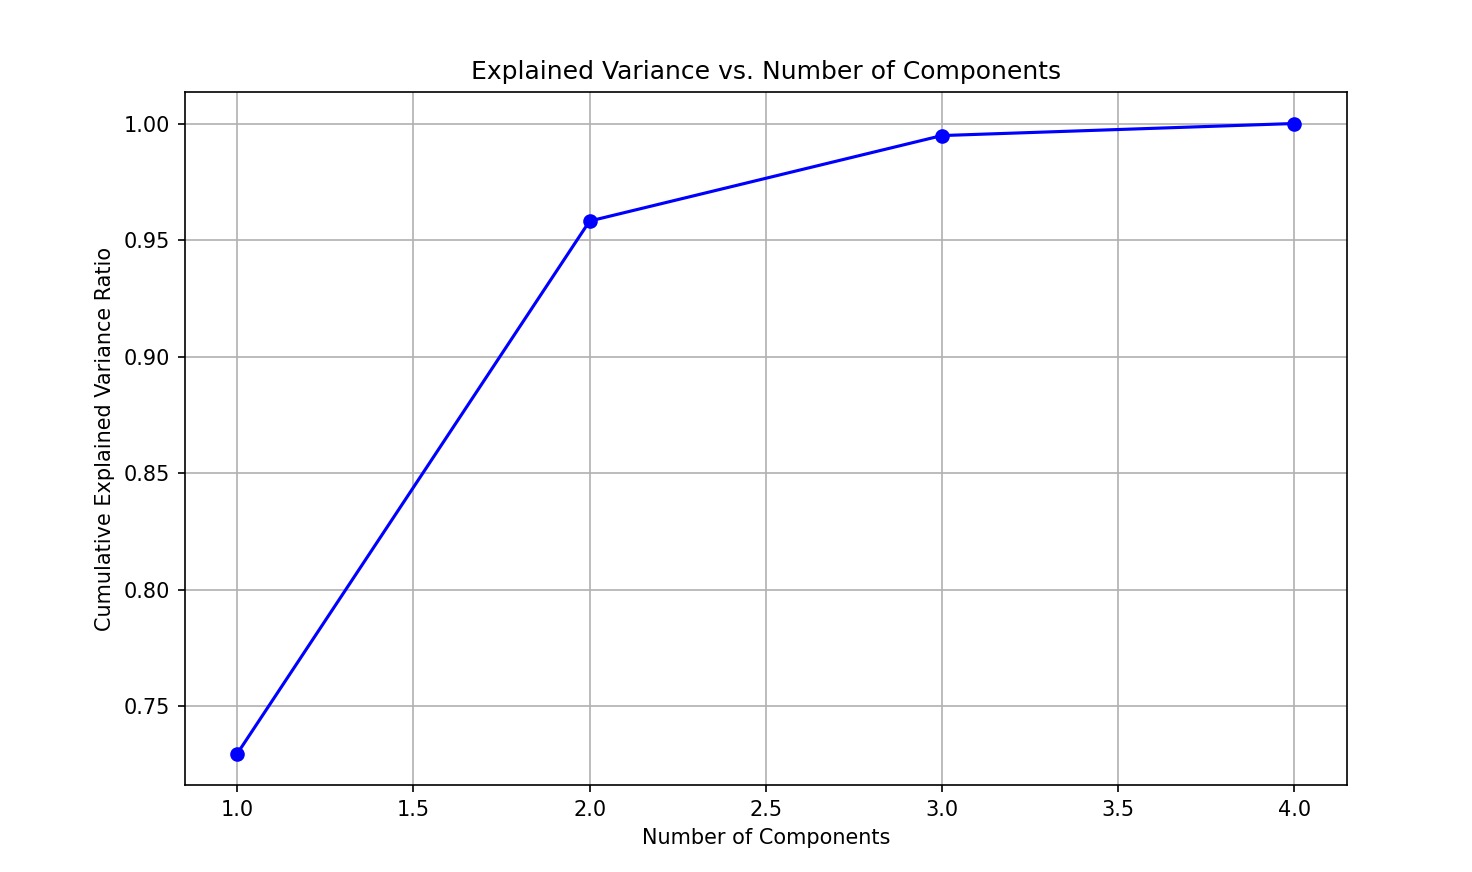 Explained Variance vs. Number of Components
1.00
0.95
0.90
0.85
0.80
0.75
Cumulative Explained Variance Ratio
1.0 1.5 2.0 2.5 3.0 3.5 4.0
Number of Components